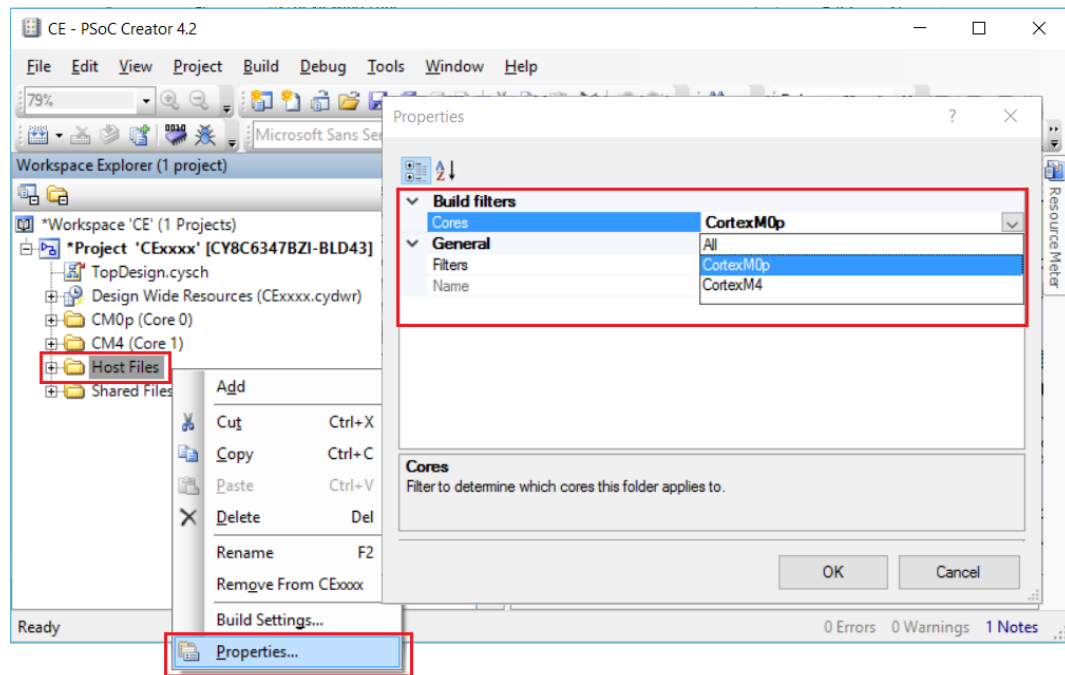 CE - PSoC Creator 4.2
File Edit View Project Build Debug Tools Window Help
79%
Microsoft Sans Ser
Workspace Explorer (1 project)
*Workspace 'CE' (1 Projects)
*Project 'CExxxx' [CY8C6347BZI-BLD43]
TopDesign.cysch
Design Wide Resources (CExxxx.cydwr)
CM0p (Core 0)
CM4 (Core 1)
Host Files
Shared Files
Add
Cut Ctrl+X
Copy Ctrl+C
Paste Ctrl+V
Delete Del
Rename F2
Remove From CExxxx
Build Settings...
Properties...
Properties
Build filters
Cores CortexM0p
General All
Filters CortexM0p
Name CortexM4
Cores
Filter to determine which cores this folder applies to.
OK Cancel
Resource Meter
Ready 0 Errors 0 Warnings 1 Notes